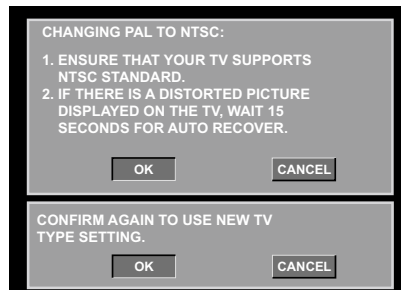 CHANGING PAL TO NTSC:
1. ENSURE THAT YOUR TV SUPPORTS
NTSC STANDARD.
2. IF THERE IS A DISTORTED PICTURE
DISPLAYED ON THE TV, WAIT 15
SECONDS FOR AUTO RECOVER.
OK CANCEL
CONFIRM AGAIN TO USE NEW TV
TYPE SETTING.
OK CANCEL